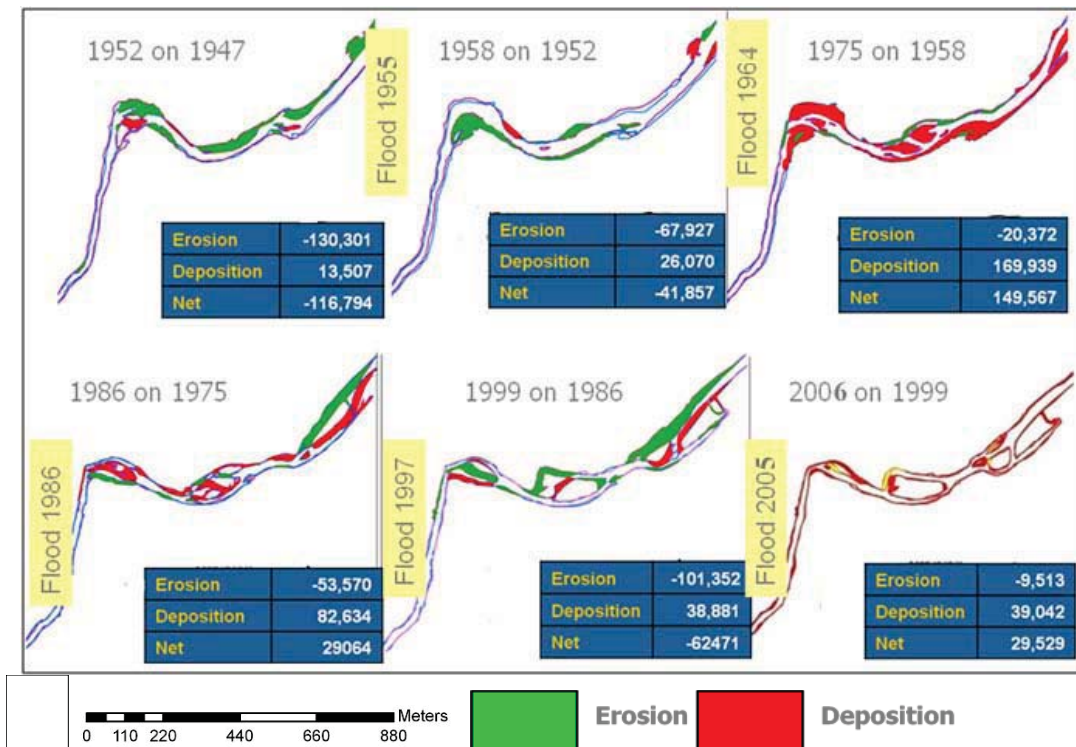 1952 on 1947
Flood 1955
Erosion -130,301
Deposition 13,507
Net -116,794
1958 on 1952
Erosion -67,927
Deposition 26,070
Net -41,857
Flood 1964
1975 on 1958
Erosion -20,372
Deposition 169,939
Net 149,567
Flood 1986
1986 on 1975
Erosion -53,570
Deposition 82,634
Net 29064
Flood 1997
1999 on 1986
Erosion -101,352
Deposition 38,881
Net -62471
Flood 2005
2006 on 1999
Erosion -9,513
Deposition 39,042
Net 29,529
Meters
0 110 220 440 660 880
Erosion
Deposition